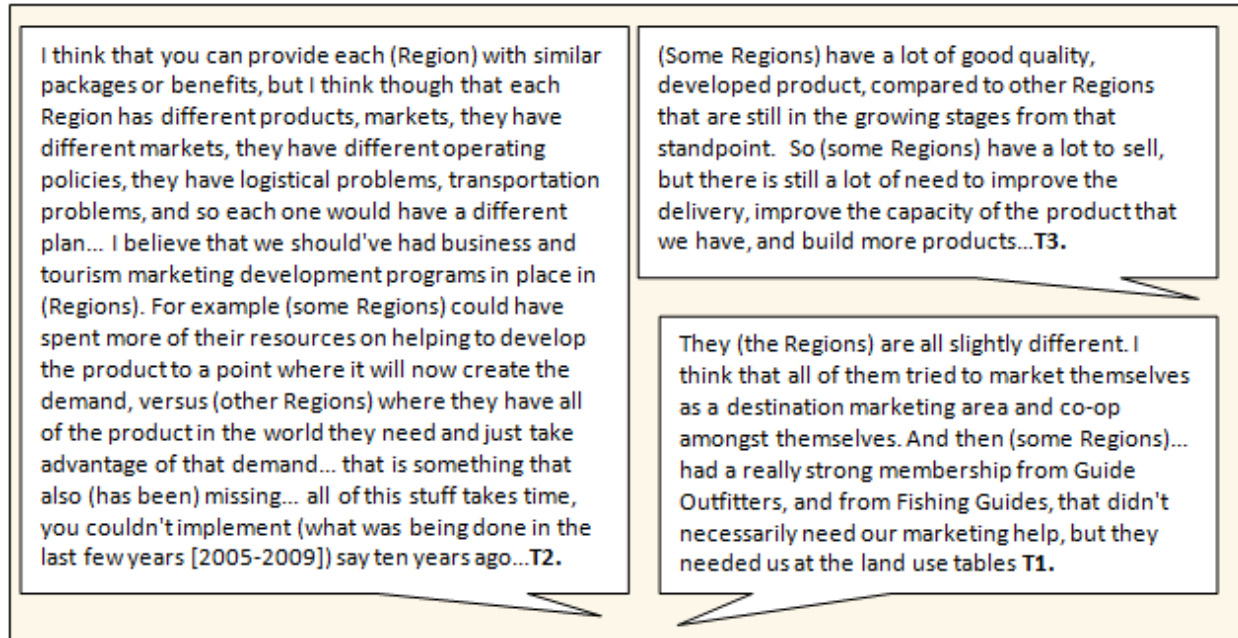 I think that you can provide each (Region) with similar
packages or benefits, but I think though that each
Region has different products, markets, they have
different markets, they have different operating
policies, they have logistical problems, transportation
problems, and so each one would have a different
plan... I believe that we should've had business and
tourism marketing development programs in place in
(Regions). For example (some Regions) could have
spent more of their resources on helping to develop
the product to a point where it will now create the
demand, versus (other Regions) where they have all
of the product in the world they need and just take
advantage of that demand... that is something that
also (has been) missing... all of this stuff takes time,
you couldn't implement (what was being done in the
last few years [2005-2009]) say ten years ago...T2.
(Some Regions) have a lot of good quality,
developed product, compared to other Regions
that are still in the growing stages from that
standpoint. So (some Regions) have a lot to sell,
but there is still a lot of need to improve the
delivery, improve the capacity of the product that
we have, and build more products...T3.
They (the Regions) are all slightly different. I
think that all of them tried to market themselves
as a destination marketing area and co-op
amongst themselves. And then (some Regions)...
had a really strong membership from Guide
Outfitters, and from Fishing Guides, that didn't
necessarily need our marketing help, but they
needed us at the land use tables T1.